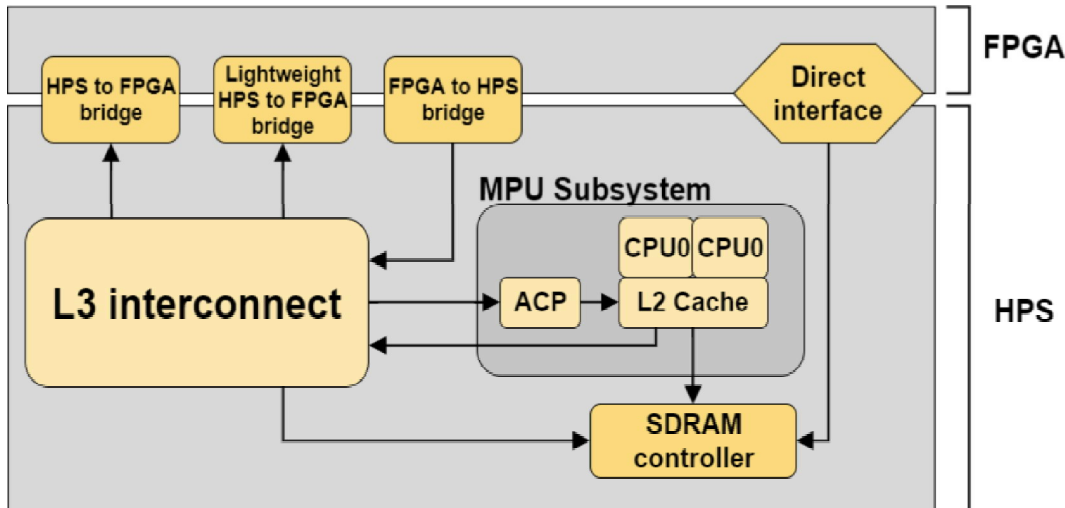 HPS to FPGA
bridge
Lightweight
HPS to FPGA
bridge
FPGA to HPS
bridge
Direct
interface
FPGA
MPU Subsystem
CPU0 CPU0
L3 interconnect
ACP
L2 Cache
HPS
SDRAM
controller